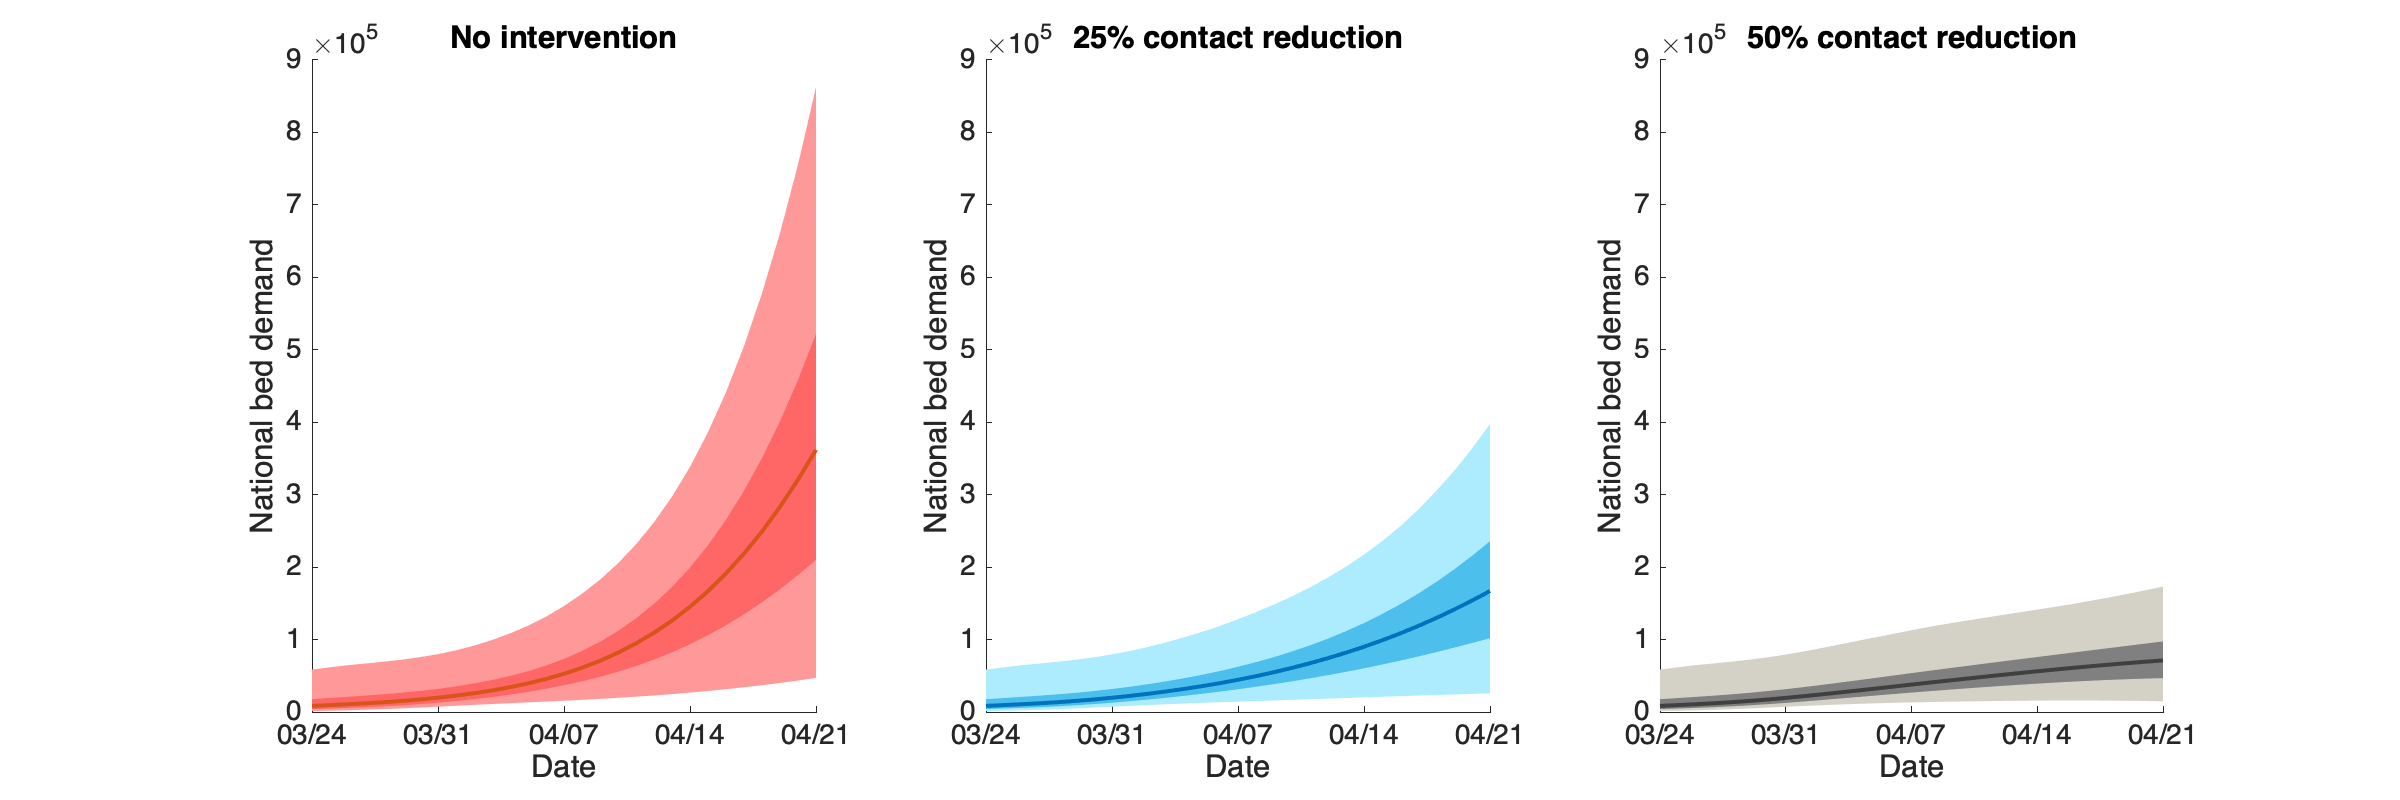 No intervention
×10^5
9
8
7
6
5
4
3
2
1
0
National bed demand
03/24 03/31 04/07 04/14 04/21
Date
25% contact reduction
×10^5
9
8
7
6
5
4
3
2
1
0
National bed demand
03/24 03/31 04/07 04/14 04/21
Date
50% contact reduction
×10^5
9
8
7
6
5
4
3
2
1
0
National bed demand
03/24 03/31 04/07 04/14 04/21
Date